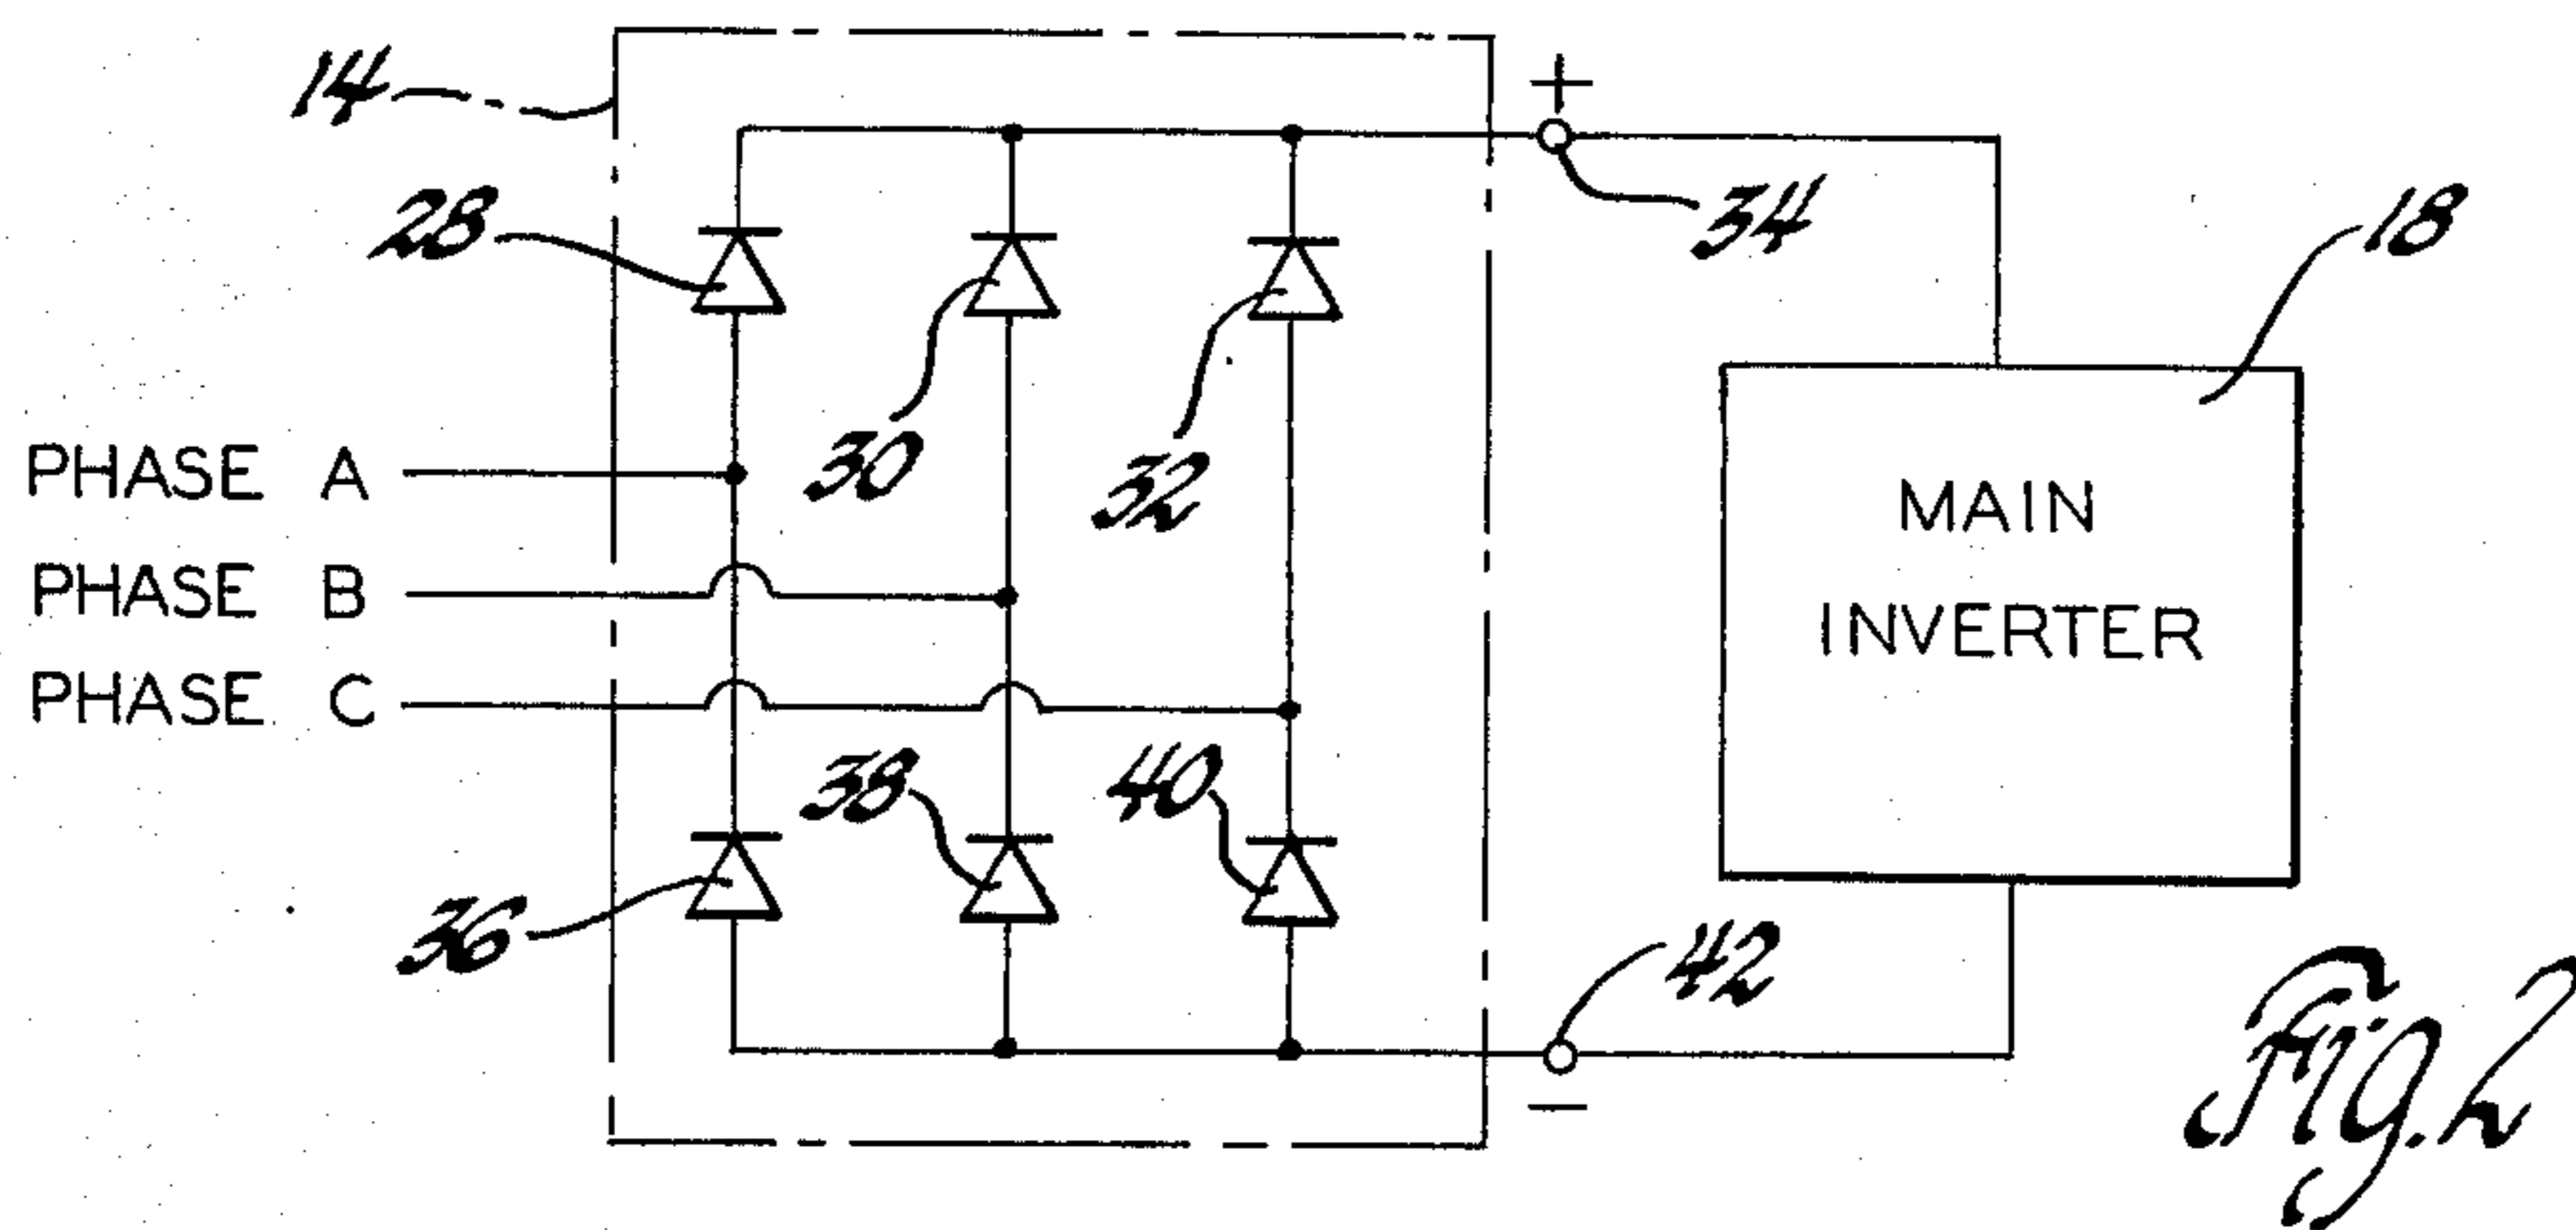 14
+
28
34
18
30
32
PHASE A
PHASE B
PHASE C
MAIN
INVERTER
38
40
36
42
−
Fig. 2